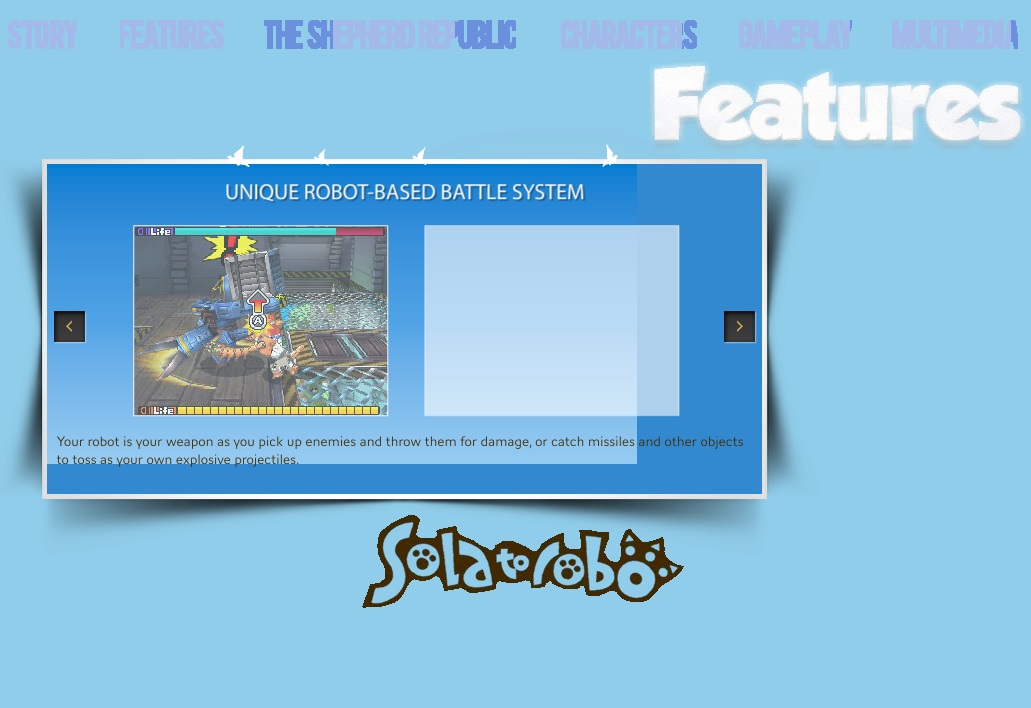 STORY FEATURES THE SHEPHERD REPUBLIC CHARACTERS GAMEPLAY MULTIMEDIA
Features
UNIQUE ROBOT-BASED BATTLE SYSTEM
Life
A
Life
Your robot is your weapon as you pick up enemies and throw them for damage, or catch missiles and other objects
to toss as your own explosive projectiles.
Solatorobo